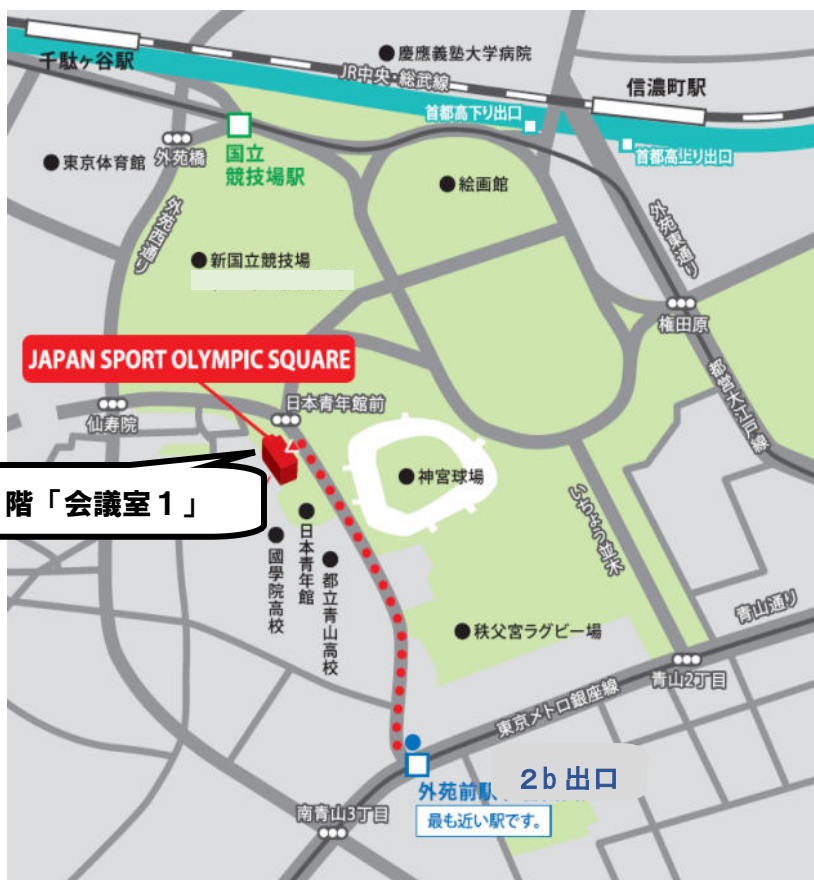 千駄ヶ谷駅
慶應義塾大学病院
JR中央・総武線
信濃町駅
首都高下り出口
首都高上り出口
外苑橋
国立
競技場駅
東京体育館
絵画館
外苑西通り
外苑東通り
新国立競技場
権田原
JAPAN SPORT OLYMPIC SQUARE
都営大江戸線
仙寿院
日本青年館前
階「会議室1」
神宮球場
いちょう並木
國學院高校
日本青年館
都立青山高校
秩父宮ラグビー場
青山通り
青山2丁目
東京メトロ銀座線
2b出口
外苑前駅
最も近い駅です。
南青山3丁目